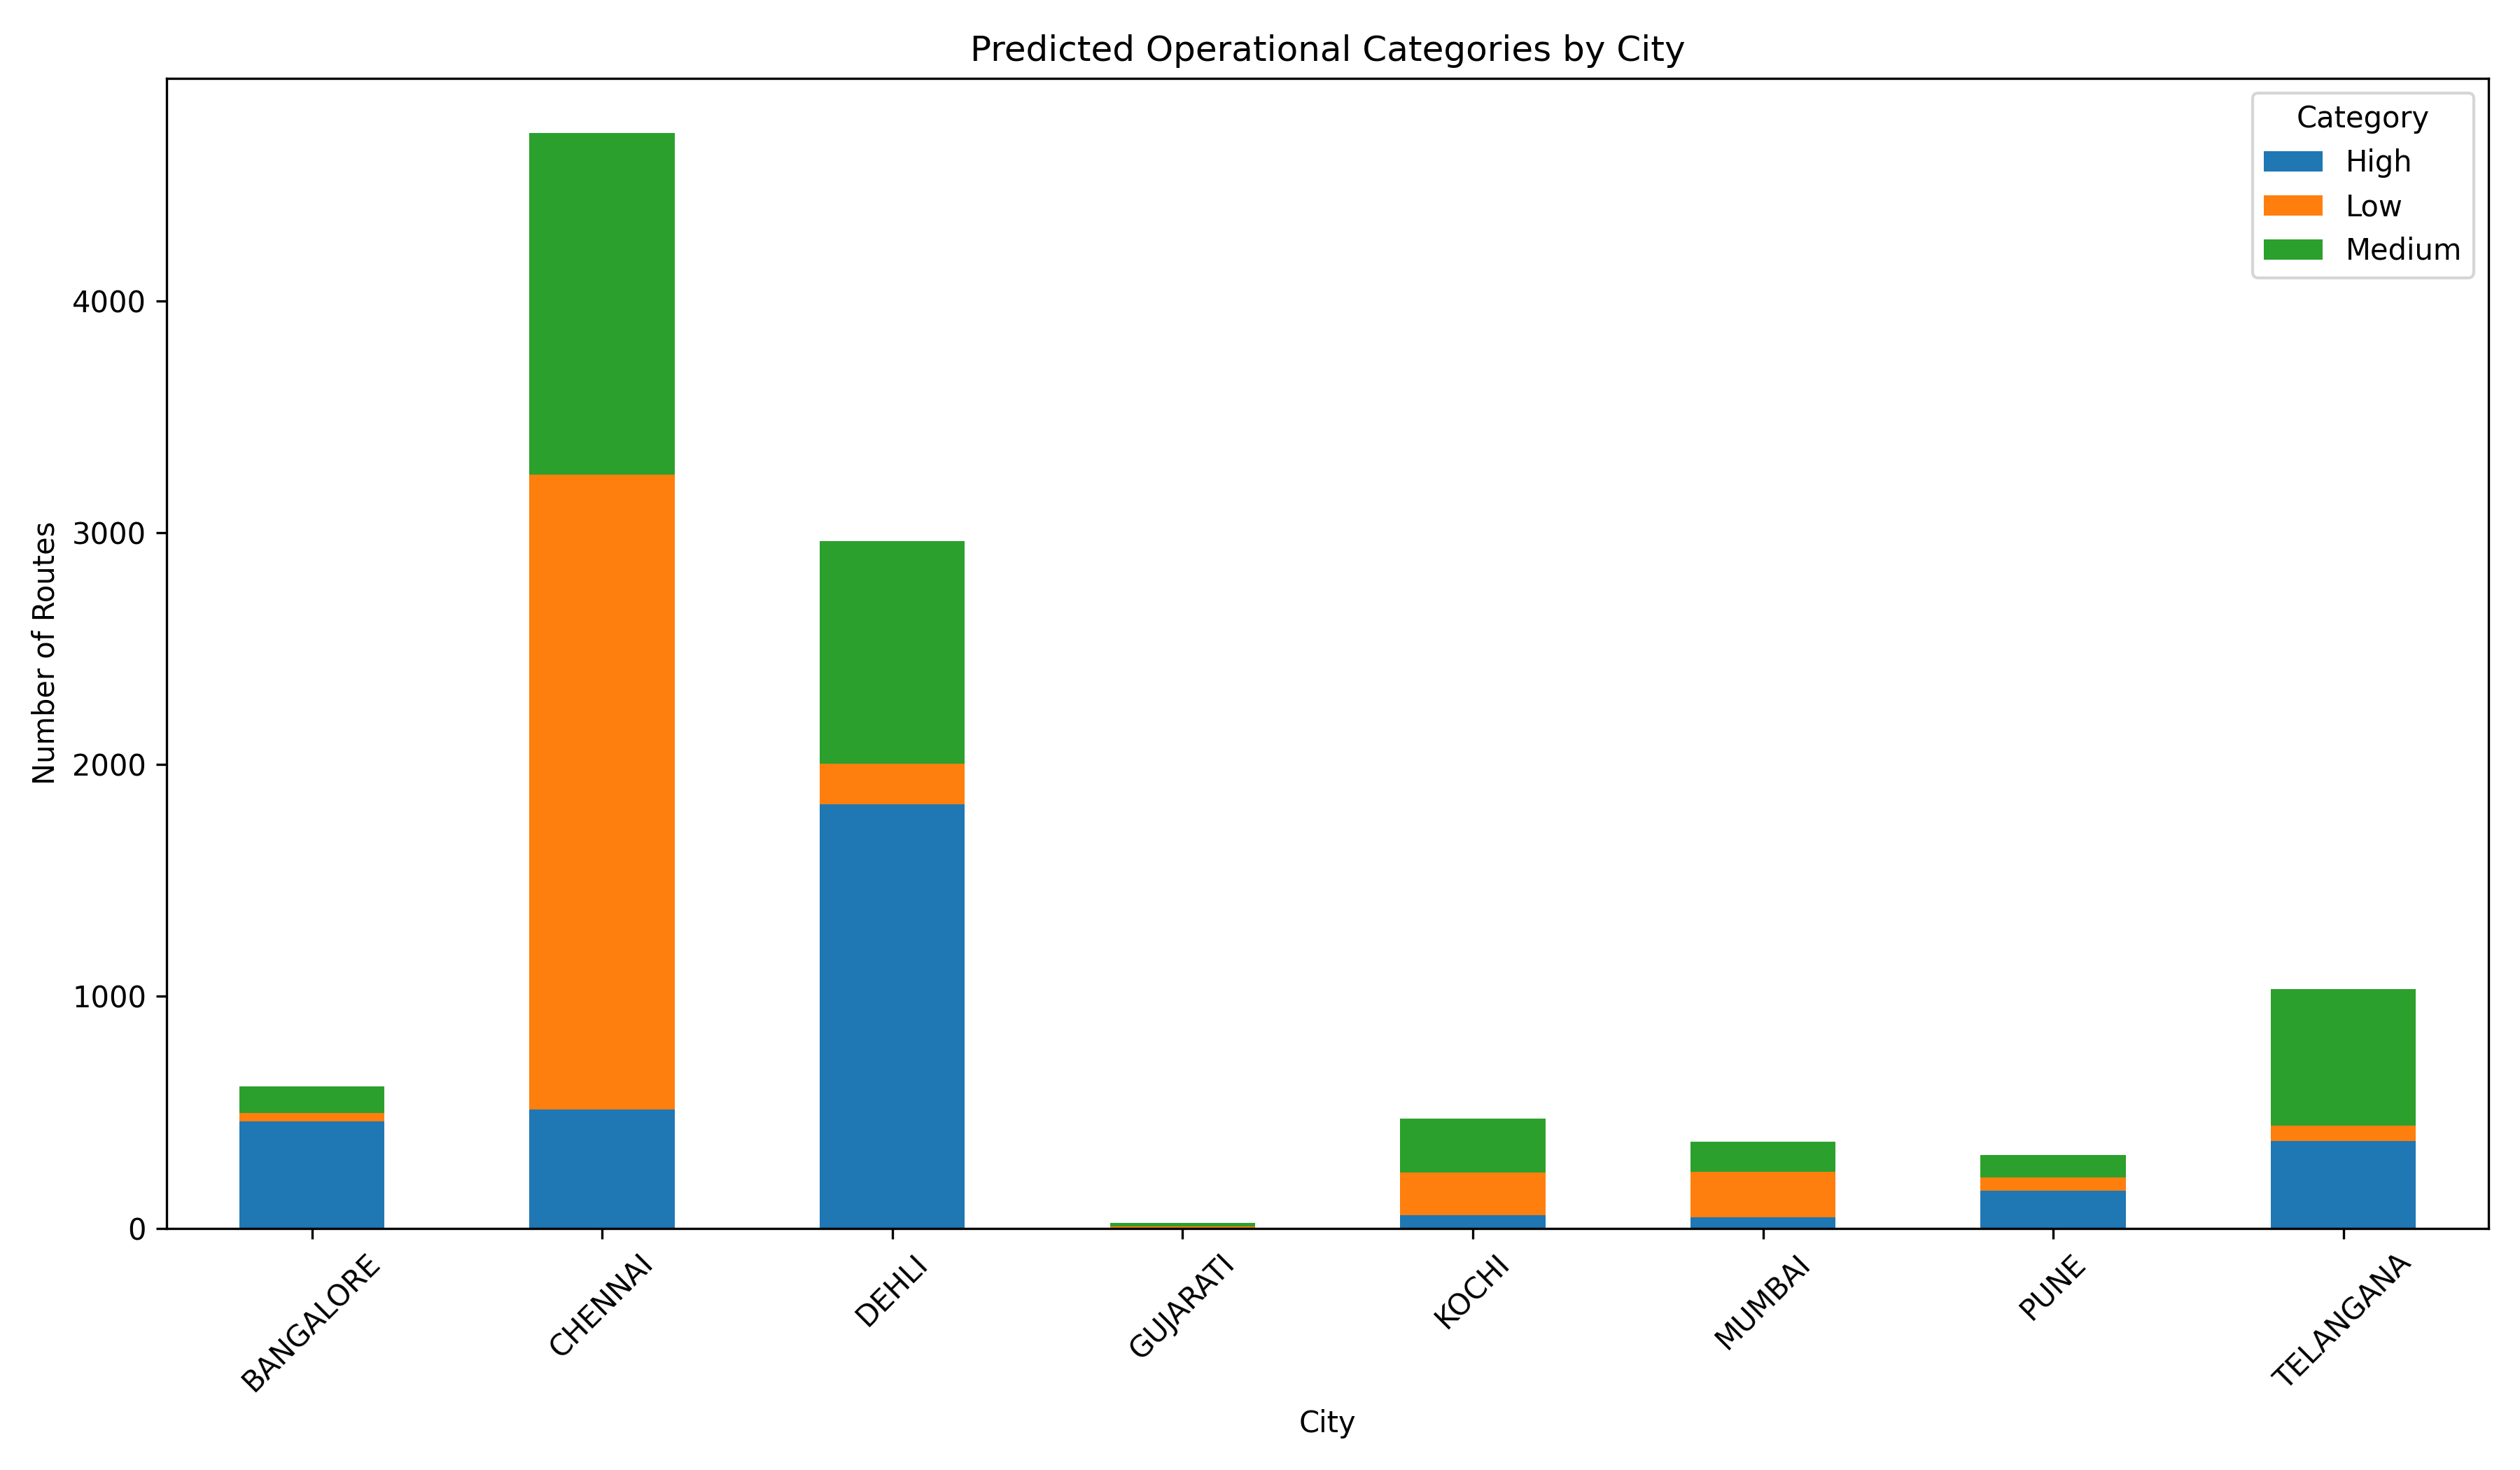 Predicted Operational Categories by City
Category
High
Low
Medium
Number of Routes
4000
3000
2000
1000
0
BANGALORE
CHENNAI
DEHLI
GUJARATI
KOCHI
MUMBAI
PUNE
TELANGANA
City